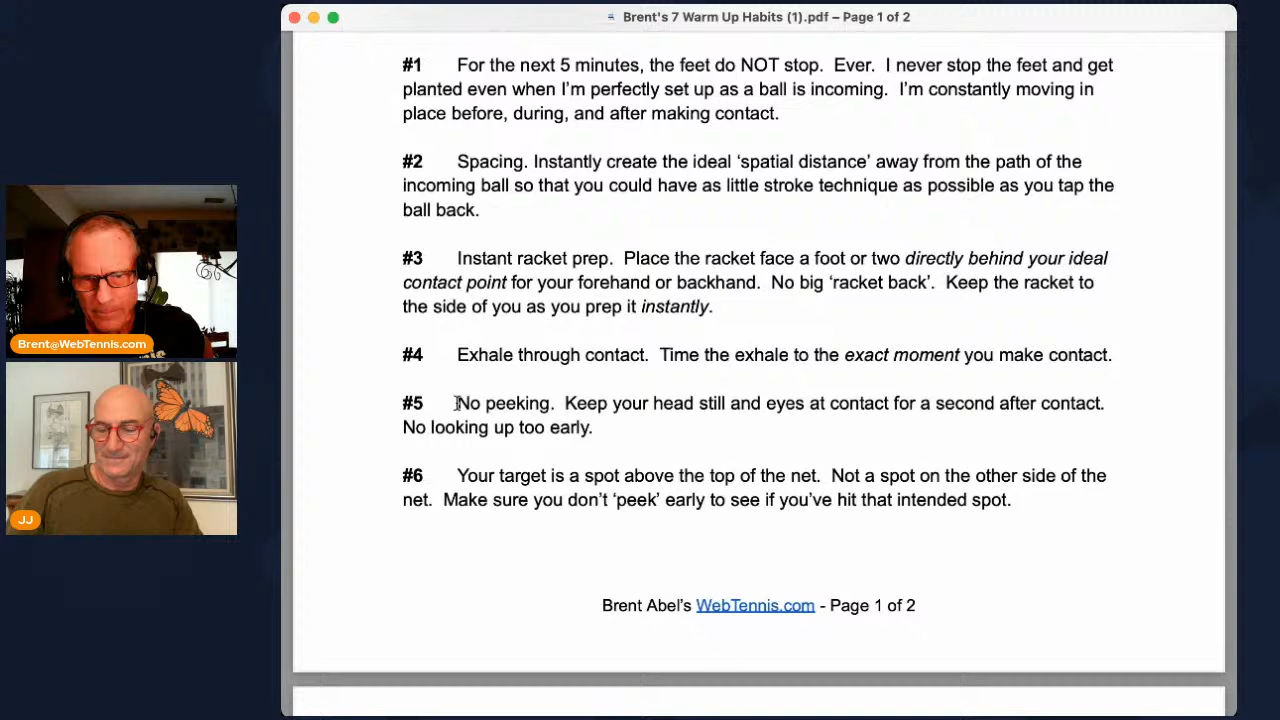 Brent's 7 Warm Up Habits (1).pdf – Page 1 of 2
#1 For the next 5 minutes, the feet do NOT stop. Ever. I never stop the feet and get
planted even when I'm perfectly set up as a ball is incoming. I'm constantly moving in
place before, during, and after making contact.
#2 Spacing. Instantly create the ideal 'spatial distance' away from the path of the
incoming ball so that you could have as little stroke technique as possible as you tap the
ball back.
#3 Instant racket prep. Place the racket face a foot or two directly behind your ideal
contact point for your forehand or backhand. No big 'racket back'. Keep the racket to
the side of you as you prep it instantly.
#4 Exhale through contact. Time the exhale to the exact moment you make contact.
#5 No peeking. Keep your head still and eyes at contact for a second after contact.
No looking up too early.
#6 Your target is a spot above the top of the net. Not a spot on the other side of the
net. Make sure you don't 'peek' early to see if you've hit that intended spot.
Brent Abel's WebTennis.com - Page 1 of 2
Brent@WebTennis.com
JJ